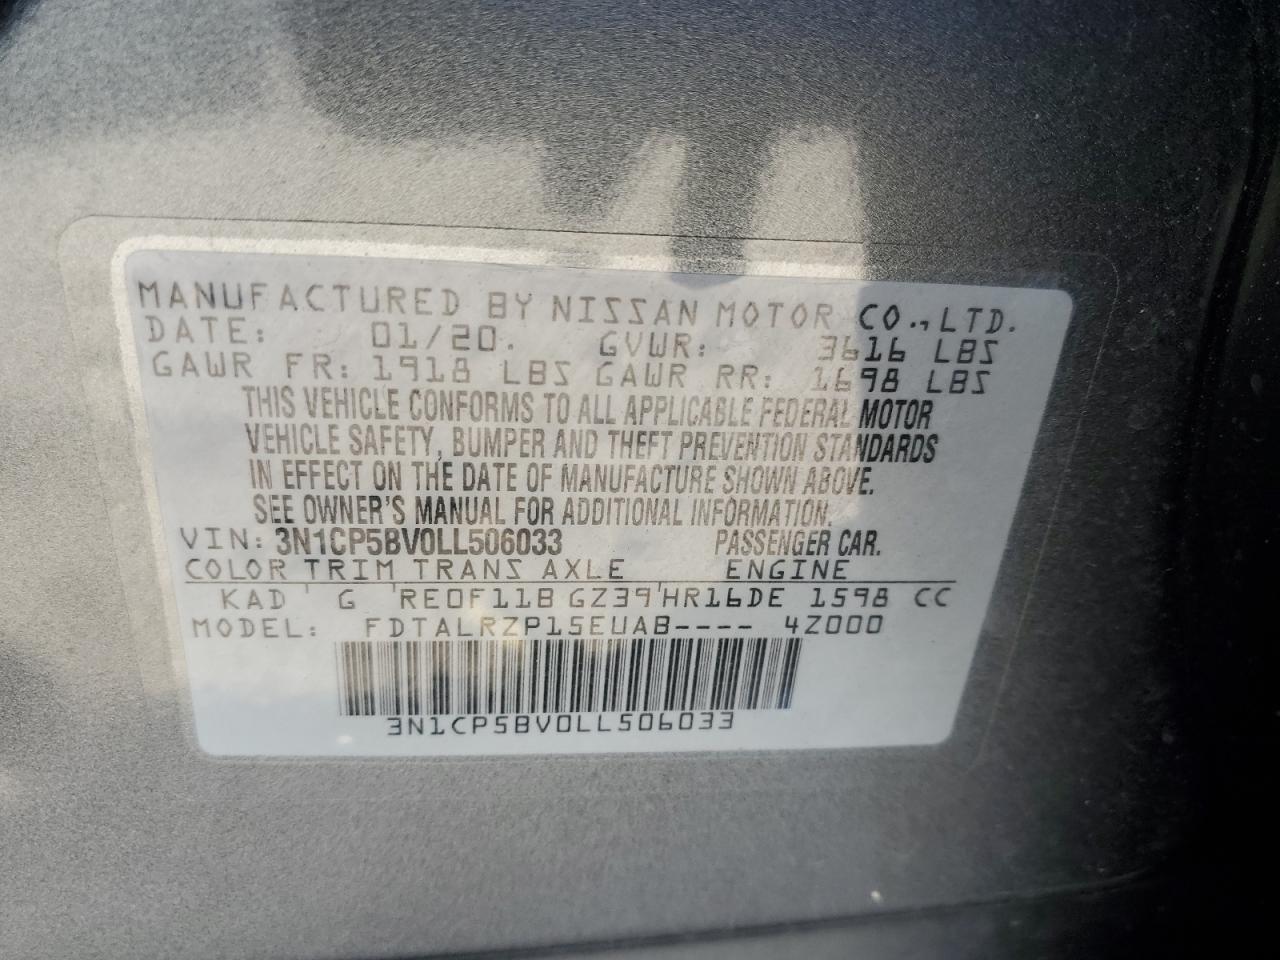 MANUFACTURED BY NISSAN MOTOR CO., LTD.
DATE: 01/20. GVWR: 3616 LBS
GAWR FR: 1918 LBS GAWR RR: 1698 LBS
THIS VEHICLE CONFORMS TO ALL APPLICABLE FEDERAL MOTOR
VEHICLE SAFETY, BUMPER AND THEFT PREVENTION STANDARDS
IN EFFECT ON THE DATE OF MANUFACTURE SHOWN ABOVE.
SEE OWNER'S MANUAL FOR ADDITIONAL INFORMATION.
VIN: 3N1CP5BV0LL506033 PASSENGER CAR.
COLOR TRIM TRANS AXLE ENGINE
KAD G RE0F11B GZ39 HR16DE 1598 CC
MODEL: FDTALRZP15EUAB---- 4Z000
3N1CP5BV0LL506033